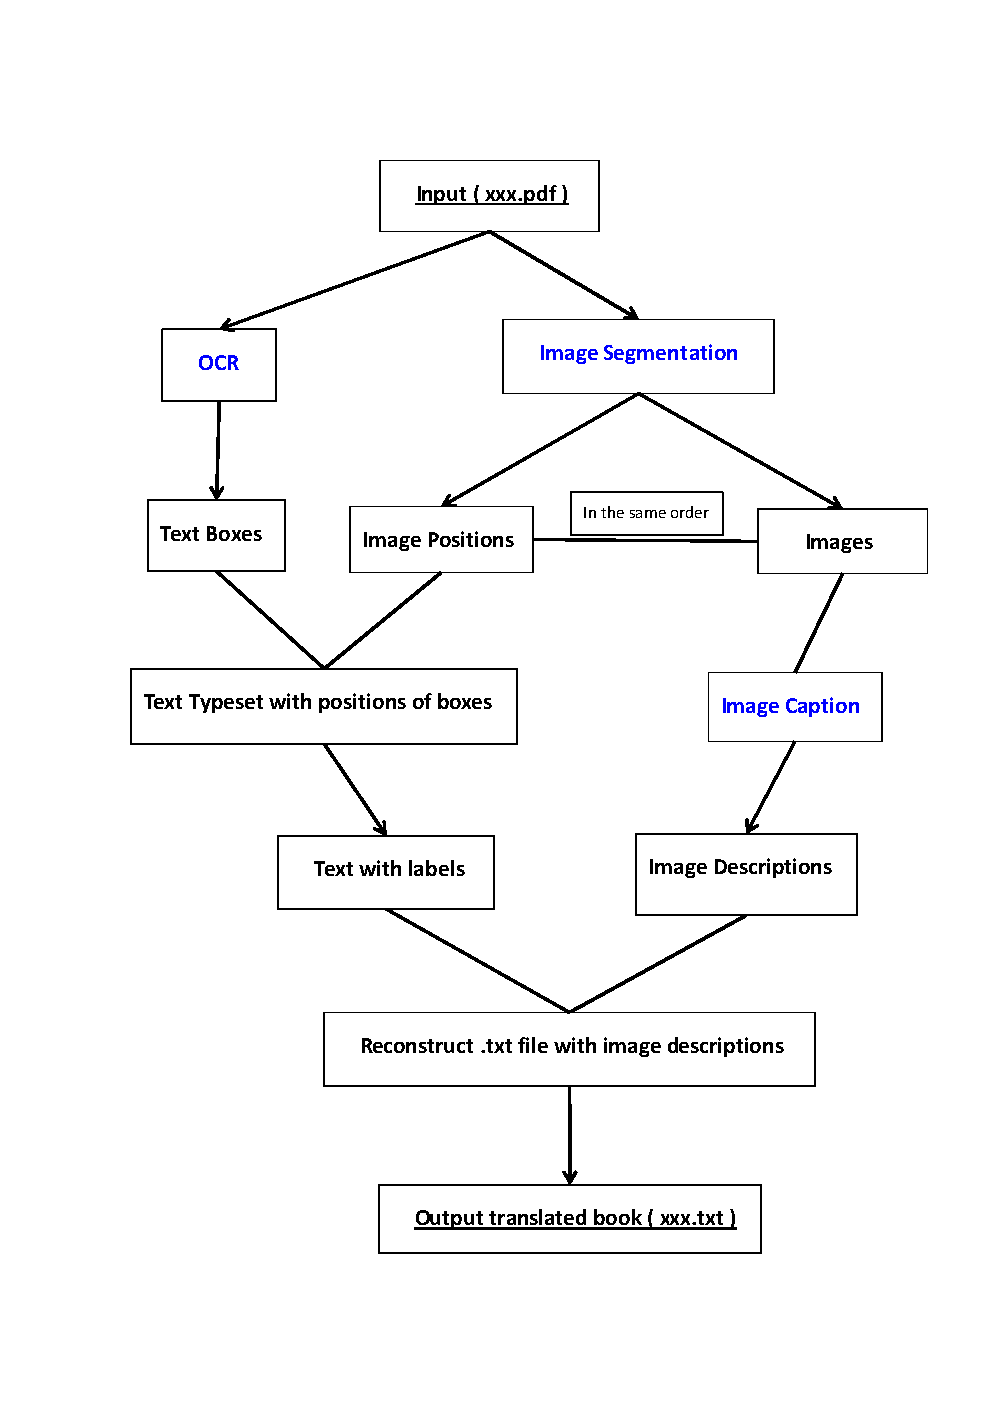 Input ( xxx.pdf )
OCR
Image Segmentation
Text Boxes
Image Positions
In the same order
Images
Text Typeset with positions of boxes
Image Caption
Text with labels
Image Descriptions
Reconstruct .txt file with image descriptions
Output translated book ( xxx.txt )